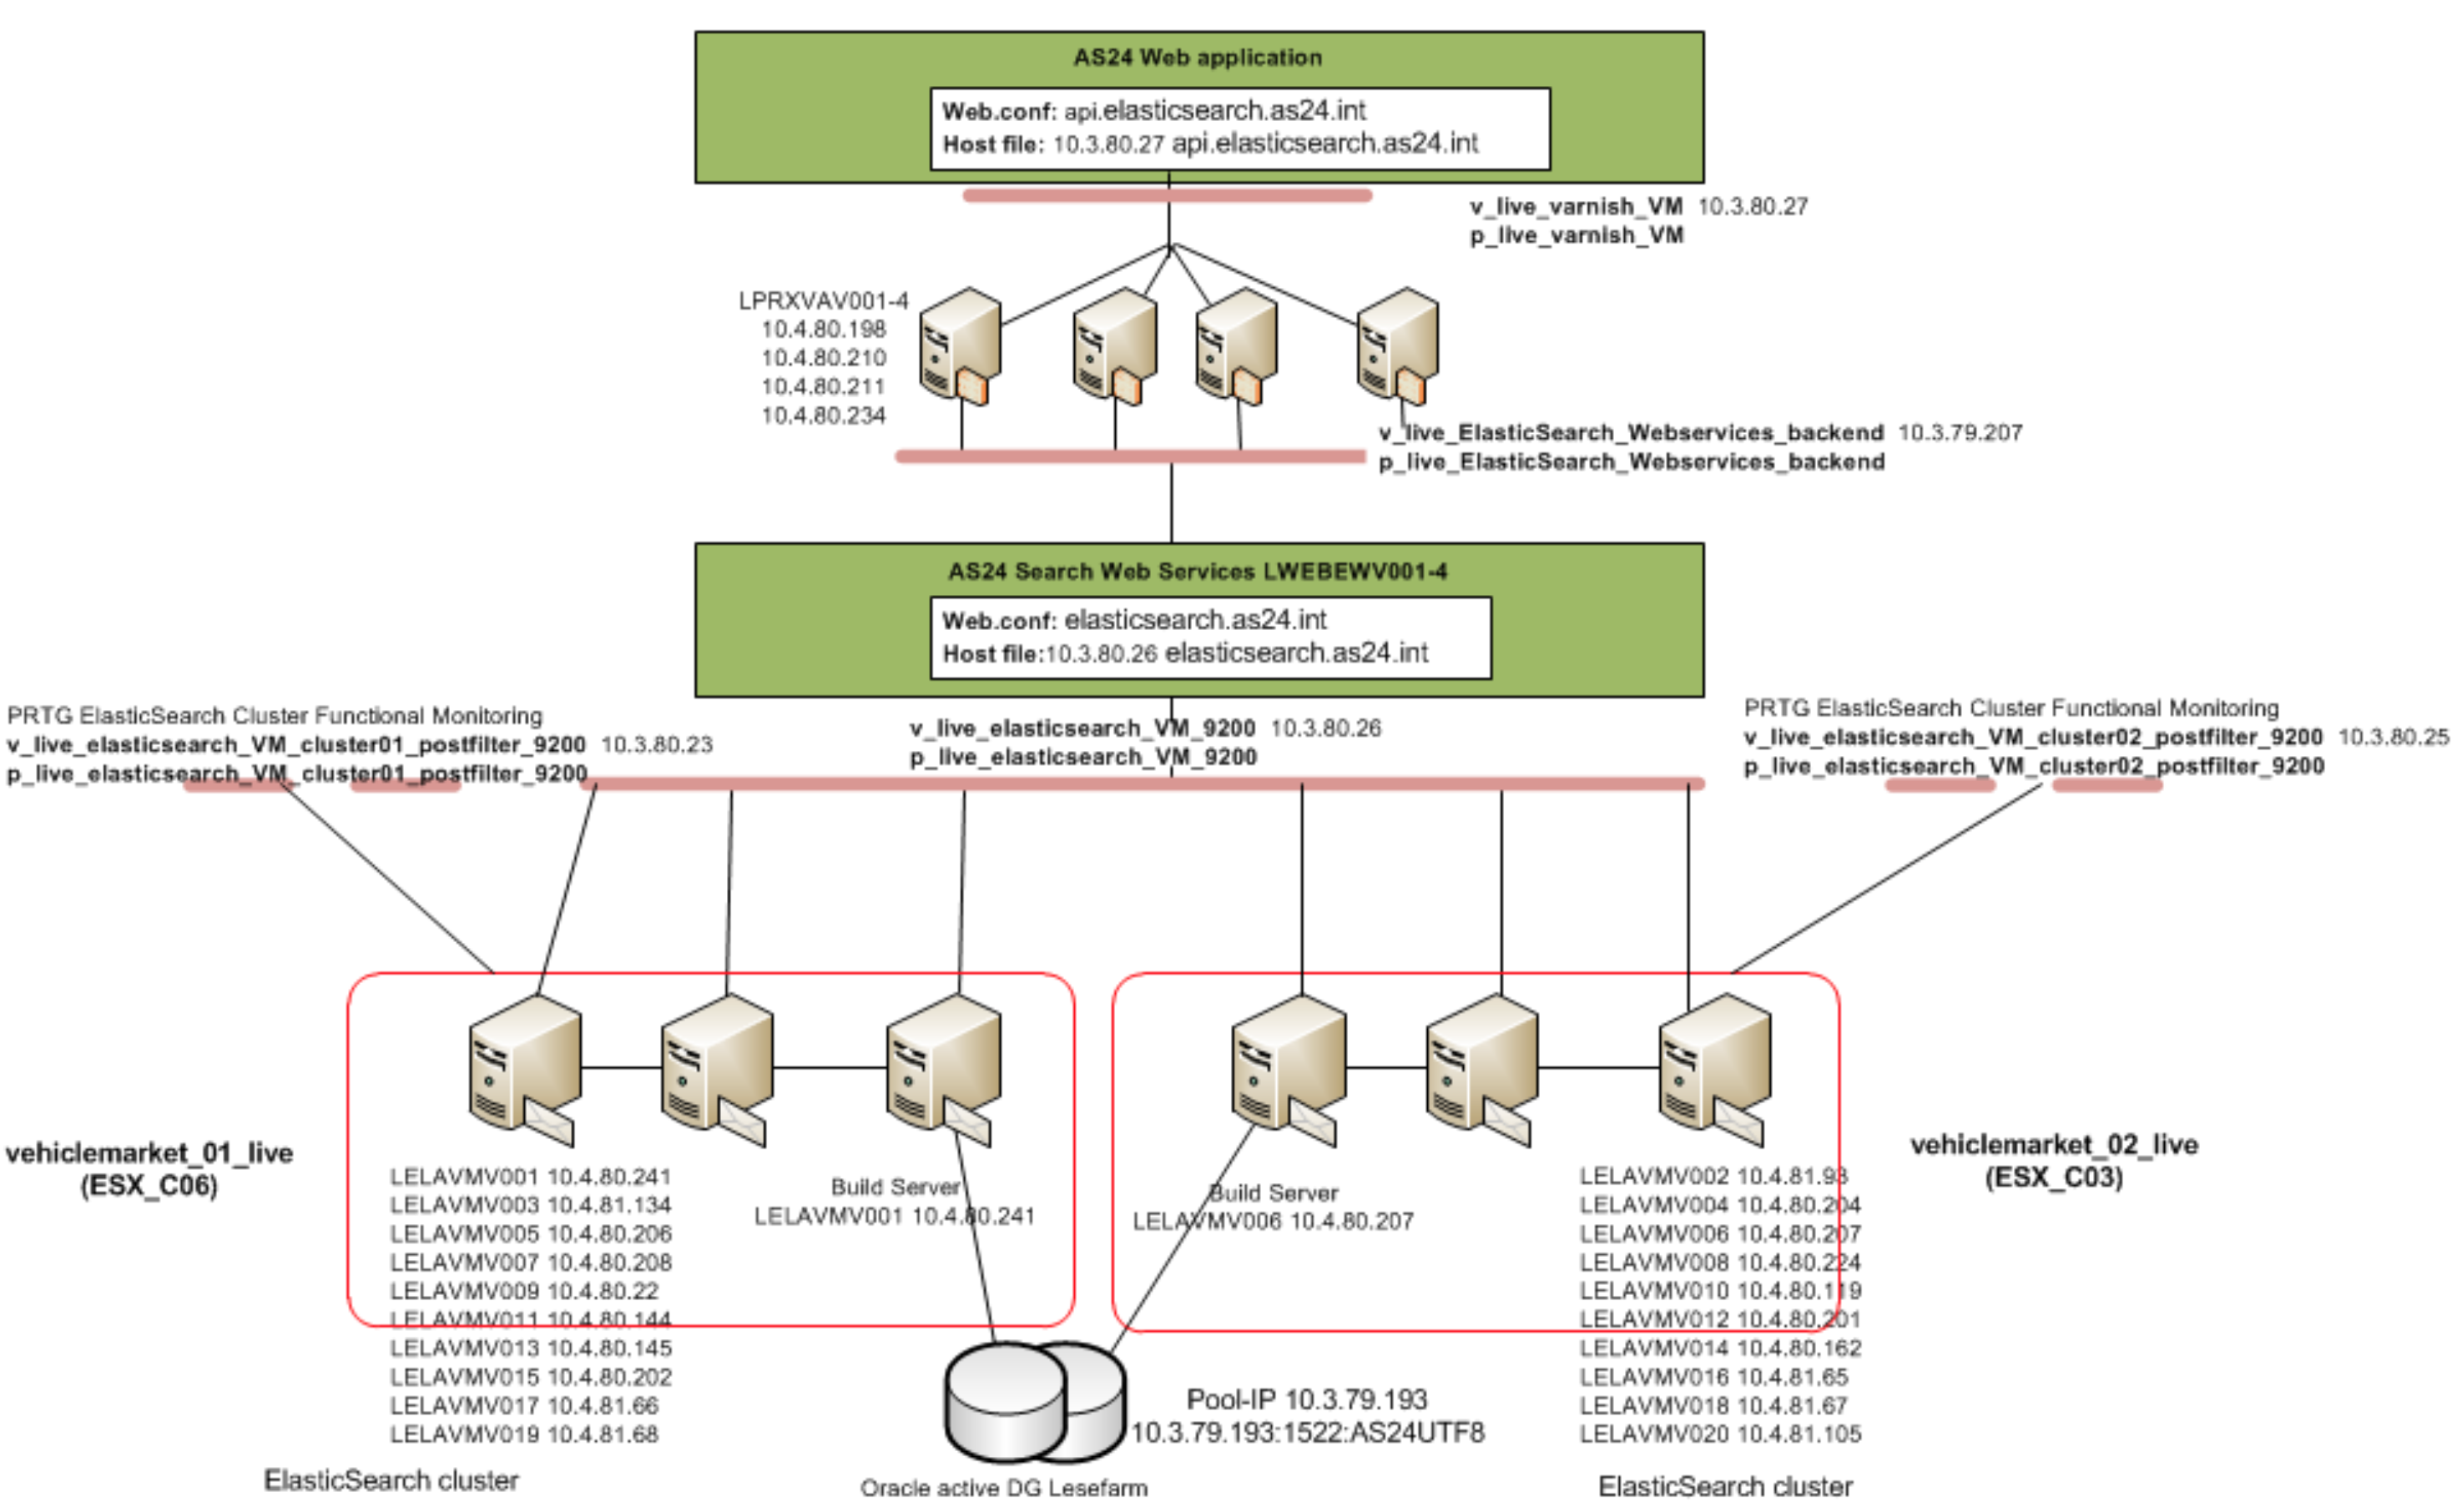 AS24 Web application
Web.conf: api.elasticsearch.as24.int
Host file: 10.3.80.27 api.elasticsearch.as24.int
v_live_varnish_VM 10.3.80.27
p_live_varnish_VM
LPRXVAV001-4
10.4.80.198
10.4.80.210
10.4.80.211
10.4.80.234
v_live_ElasticSearch_Webservices_backend 10.3.79.207
p_live_ElasticSearch_Webservices_backend
AS24 Search Web Services LWEBEWV001-4
Web.conf: elasticsearch.as24.int
Host file:10.3.80.26 elasticsearch.as24.int
PRTG ElasticSearch Cluster Functional Monitoring
v_live_elasticsearch_VM_cluster01_postfilter_9200 10.3.80.23
p_live_elasticsearch_VM_cluster01_postfilter_9200
v_live_elasticsearch_VM_9200 10.3.80.26
p_live_elasticsearch_VM_9200
PRTG ElasticSearch Cluster Functional Monitoring
v_live_elasticsearch_VM_cluster02_postfilter_9200 10.3.80.25
p_live_elasticsearch_VM_cluster02_postfilter_9200
vehiclemarket_01_live
(ESX_C06)
LELAVMV001 10.4.80.241
LELAVMV003 10.4.81.134
LELAVMV005 10.4.80.206
LELAVMV007 10.4.80.208
LELAVMV009 10.4.80.22
LELAVMV011 10.4.80.144
LELAVMV013 10.4.80.145
LELAVMV015 10.4.80.202
LELAVMV017 10.4.81.66
LELAVMV019 10.4.81.68
ElasticSearch cluster
Build Server
LELAVMV001 10.4.80.241
Build Server
LELAVMV006 10.4.80.207
Pool-IP 10.3.79.193
10.3.79.193:1522:AS24UTF8
Oracle active DG Lesefarm
LELAVMV002 10.4.81.93
LELAVMV004 10.4.80.204
LELAVMV006 10.4.80.207
LELAVMV008 10.4.80.224
LELAVMV010 10.4.80.119
LELAVMV012 10.4.80.201
LELAVMV014 10.4.80.162
LELAVMV016 10.4.81.65
LELAVMV018 10.4.81.67
LELAVMV020 10.4.81.105
ElasticSearch cluster
vehiclemarket_02_live
(ESX_C03)